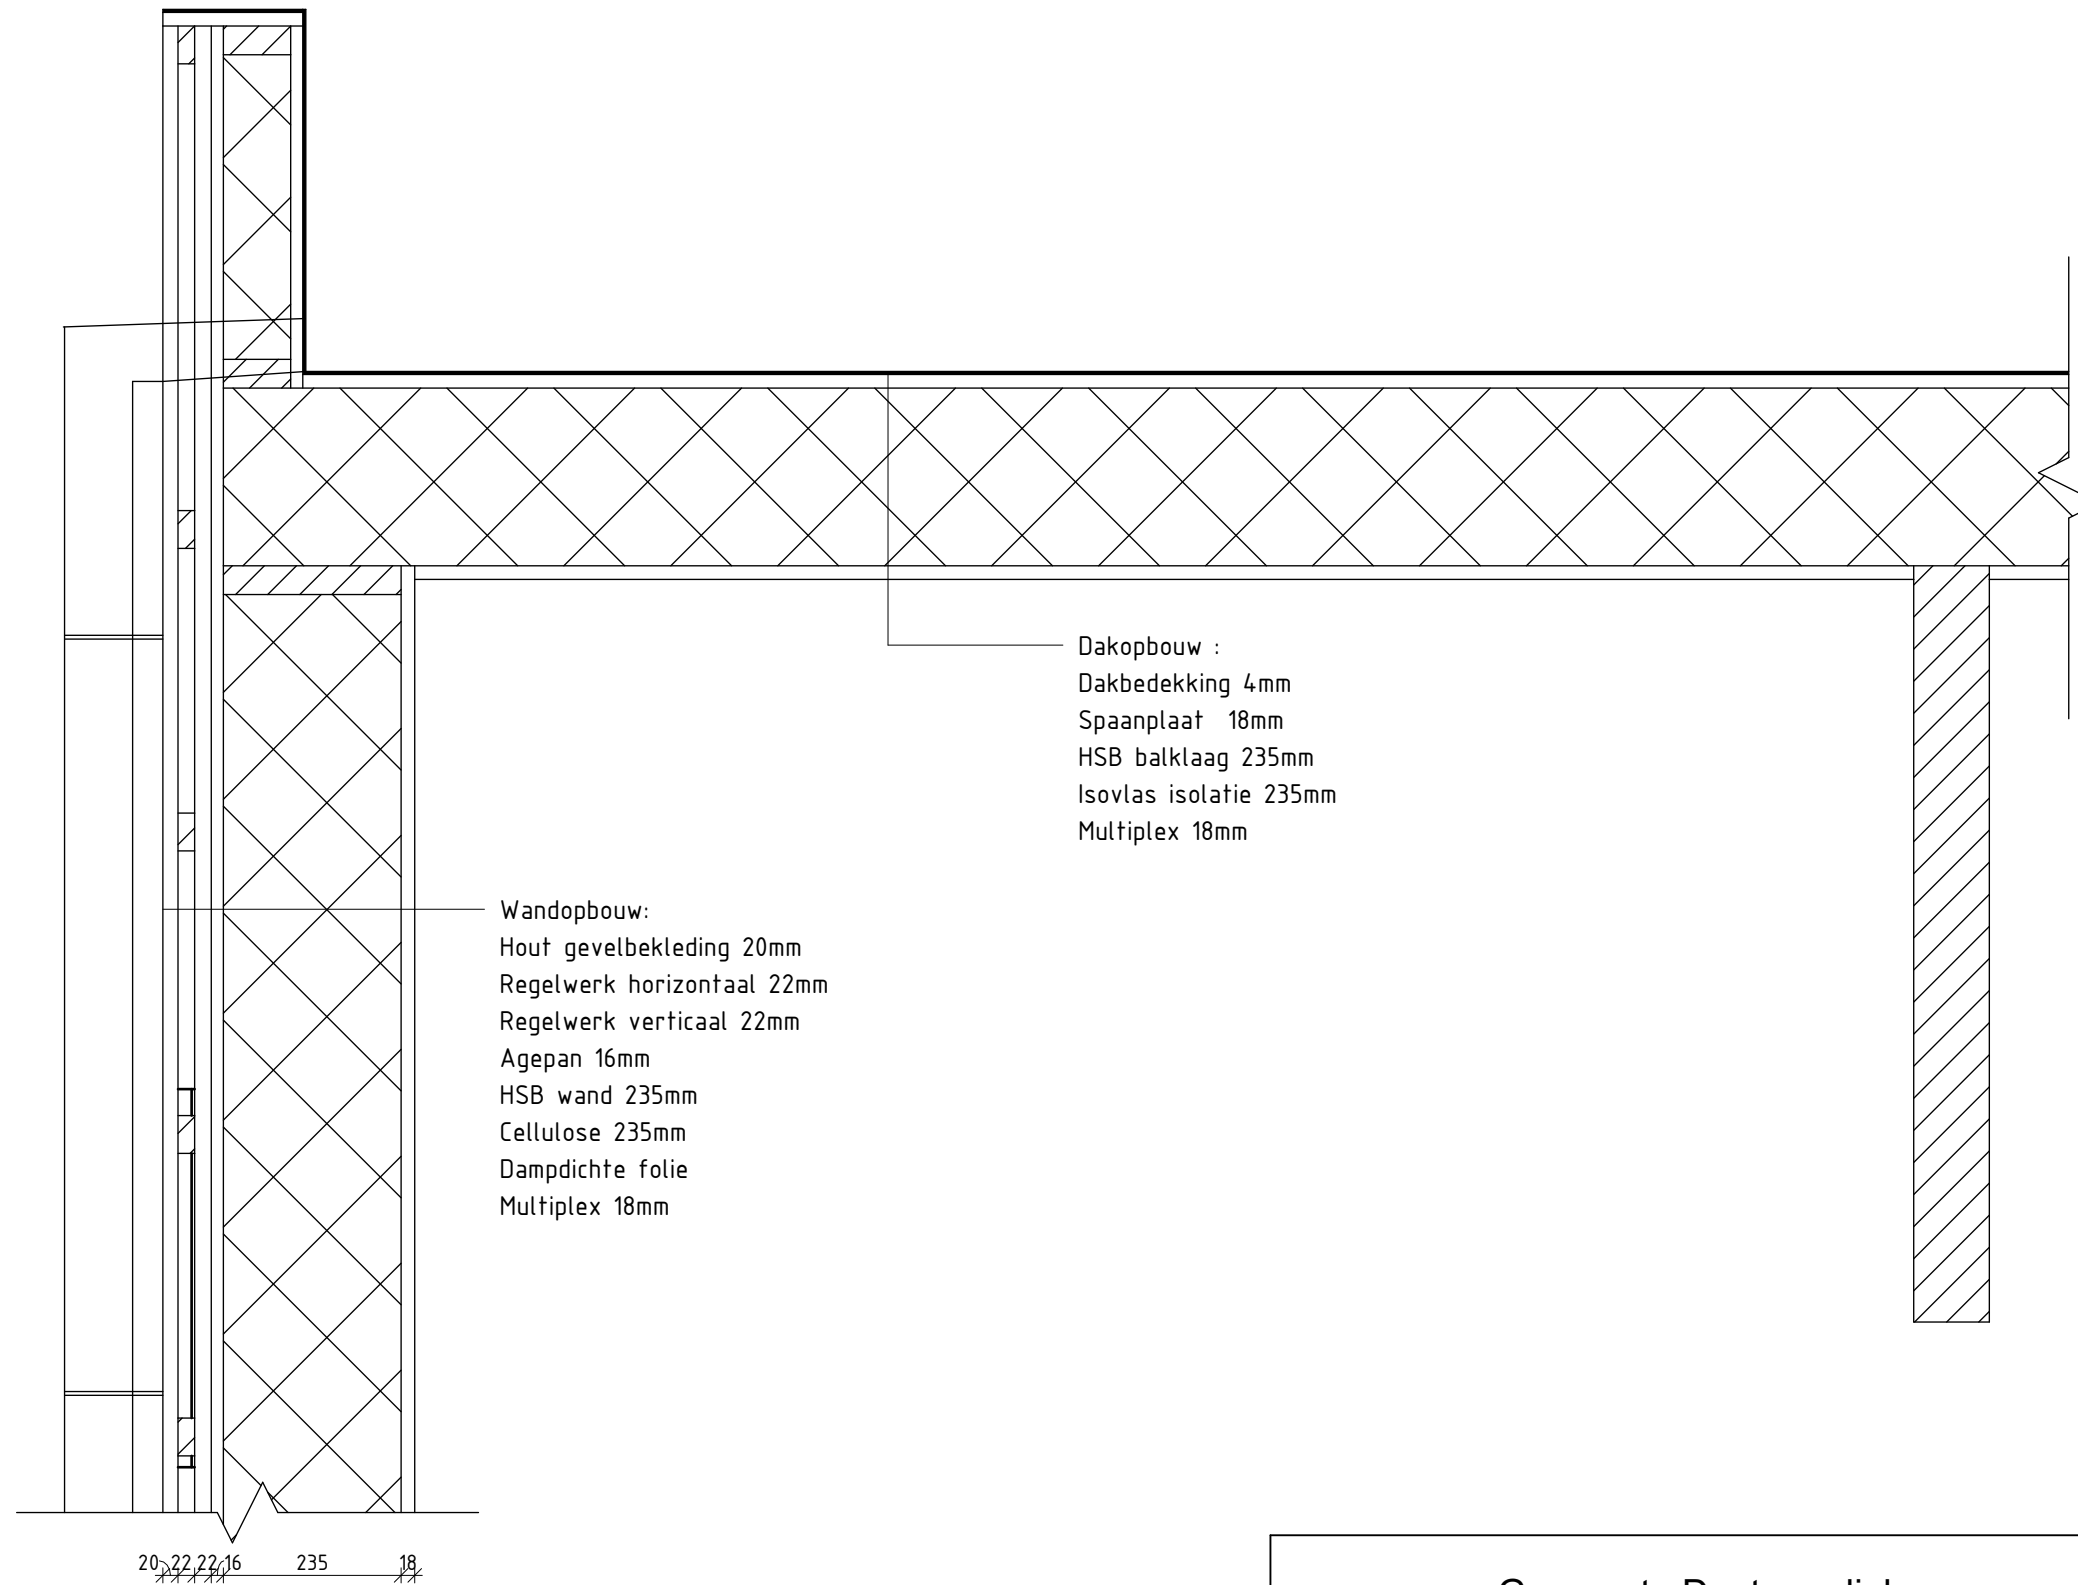 Dakopbouw :
Dakbedekking 4mm
Spaanplaat 18mm
HSB balklaag 235mm
Isovlas isolatie 235mm
Multiplex 18mm
Wandopbouw:
Hout gevelbekleding 20mm
Regelwerk horizontaal 22mm
Regelwerk verticaal 22mm
Agepan 16mm
HSB wand 235mm
Cellulose 235mm
Dampdichte folie
Multiplex 18mm
20 22 22 16 235 18